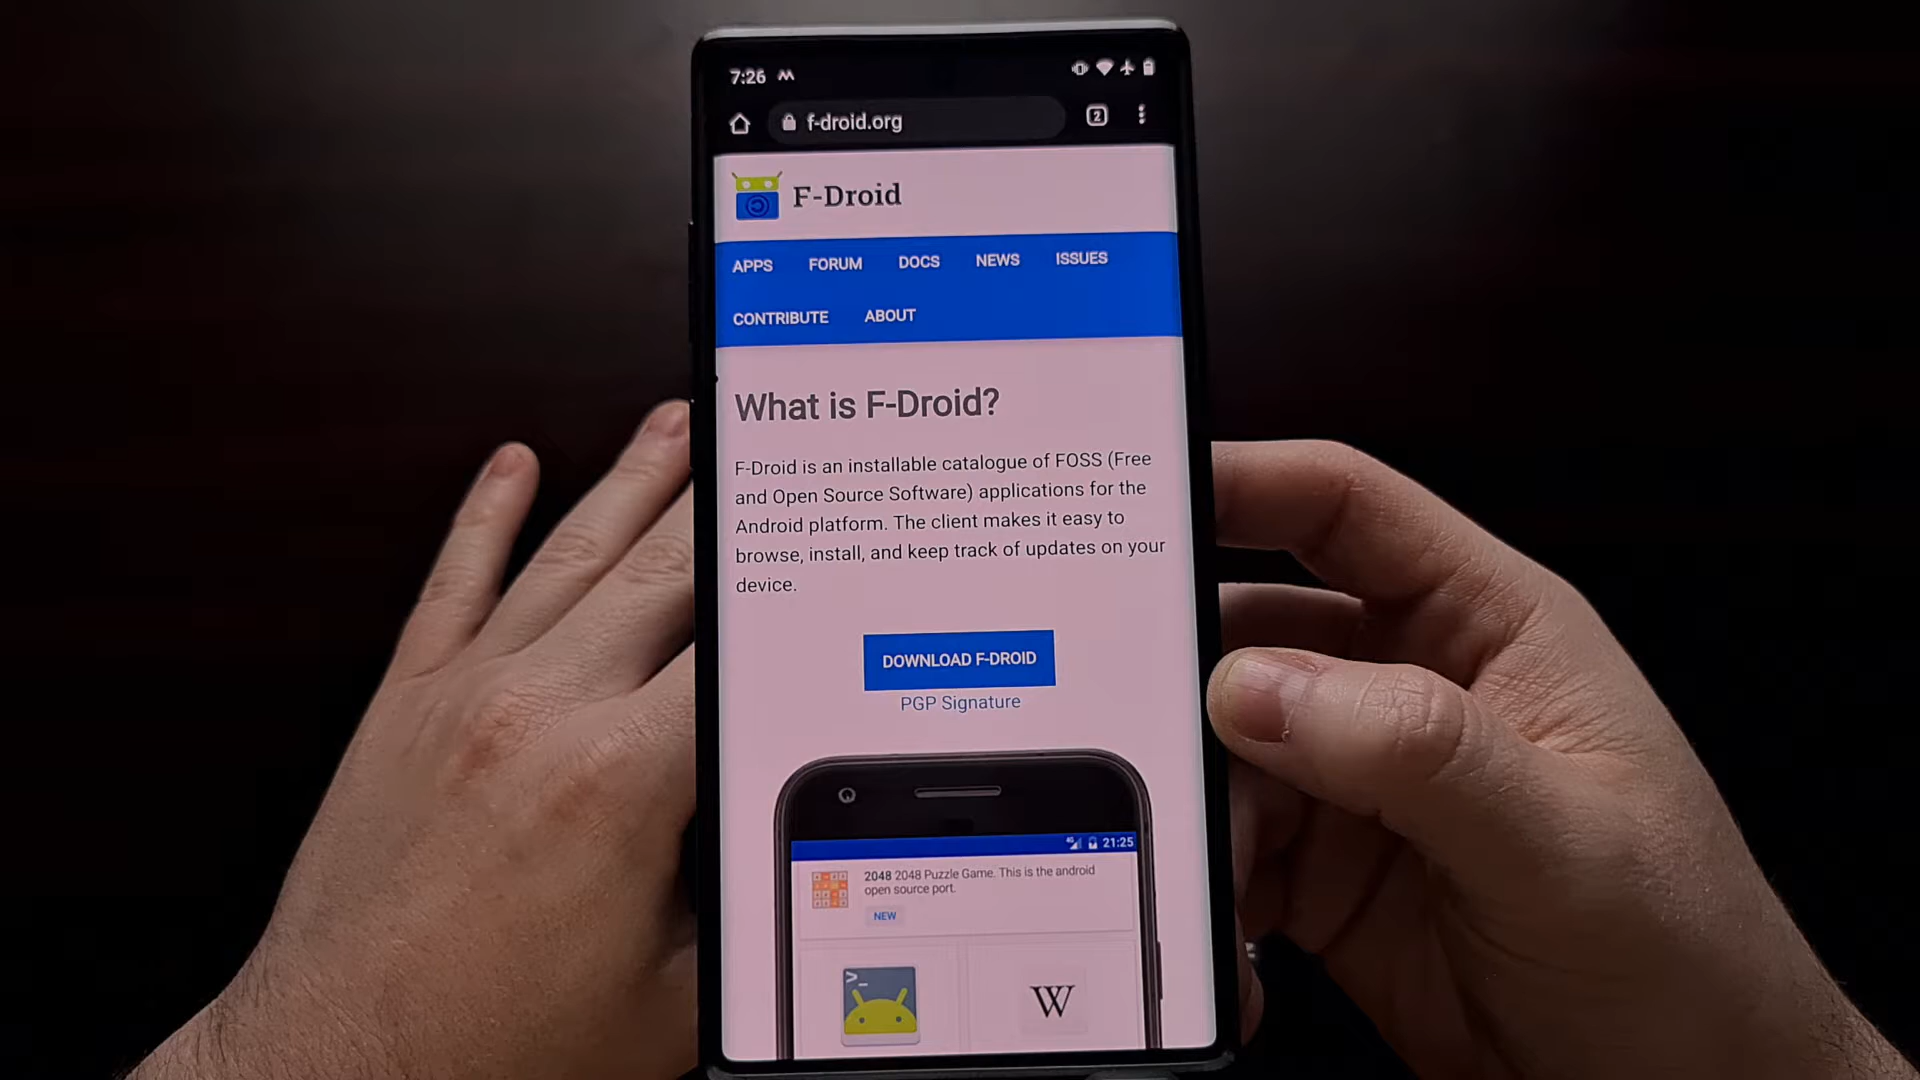 7:26
f-droid.org
2
F-Droid
APPS FORUM DOCS NEWS ISSUES
CONTRIBUTE ABOUT
What is F-Droid?
F-Droid is an installable catalogue of FOSS (Free
and Open Source Software) applications for the
Android platform. The client makes it easy to
browse, install, and keep track of updates on your
device.
DOWNLOAD F-DROID
PGP Signature
4G 21:25
2048 2048 Puzzle Game. This is the android
open source port.
NEW
>_
W